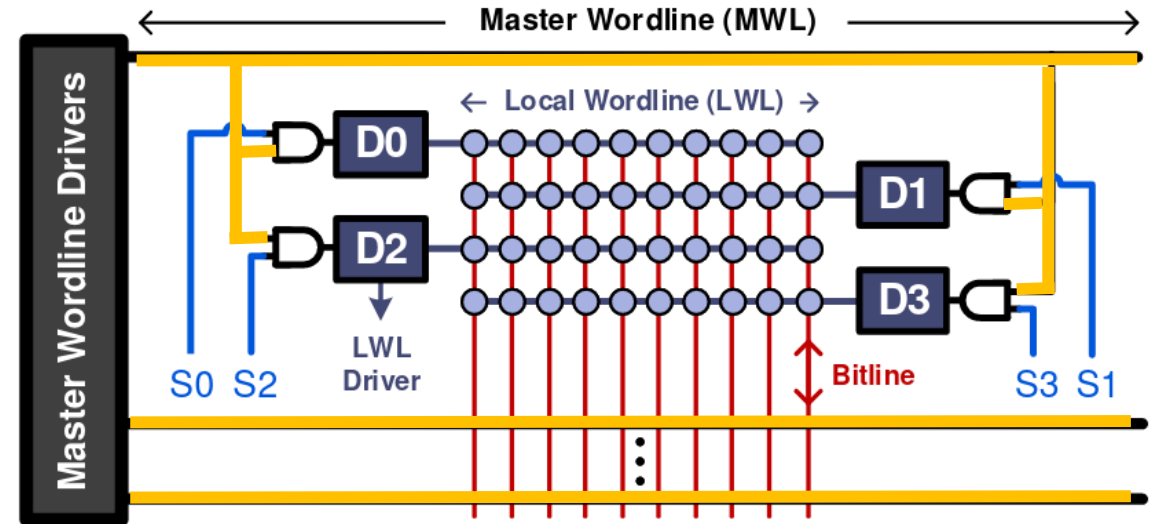 Master Wordline (MWL)
Master Wordline Drivers
Local Wordline (LWL)
D0
D1
D2
D3
LWL
Driver
Bitline
S0 S2
S3 S1